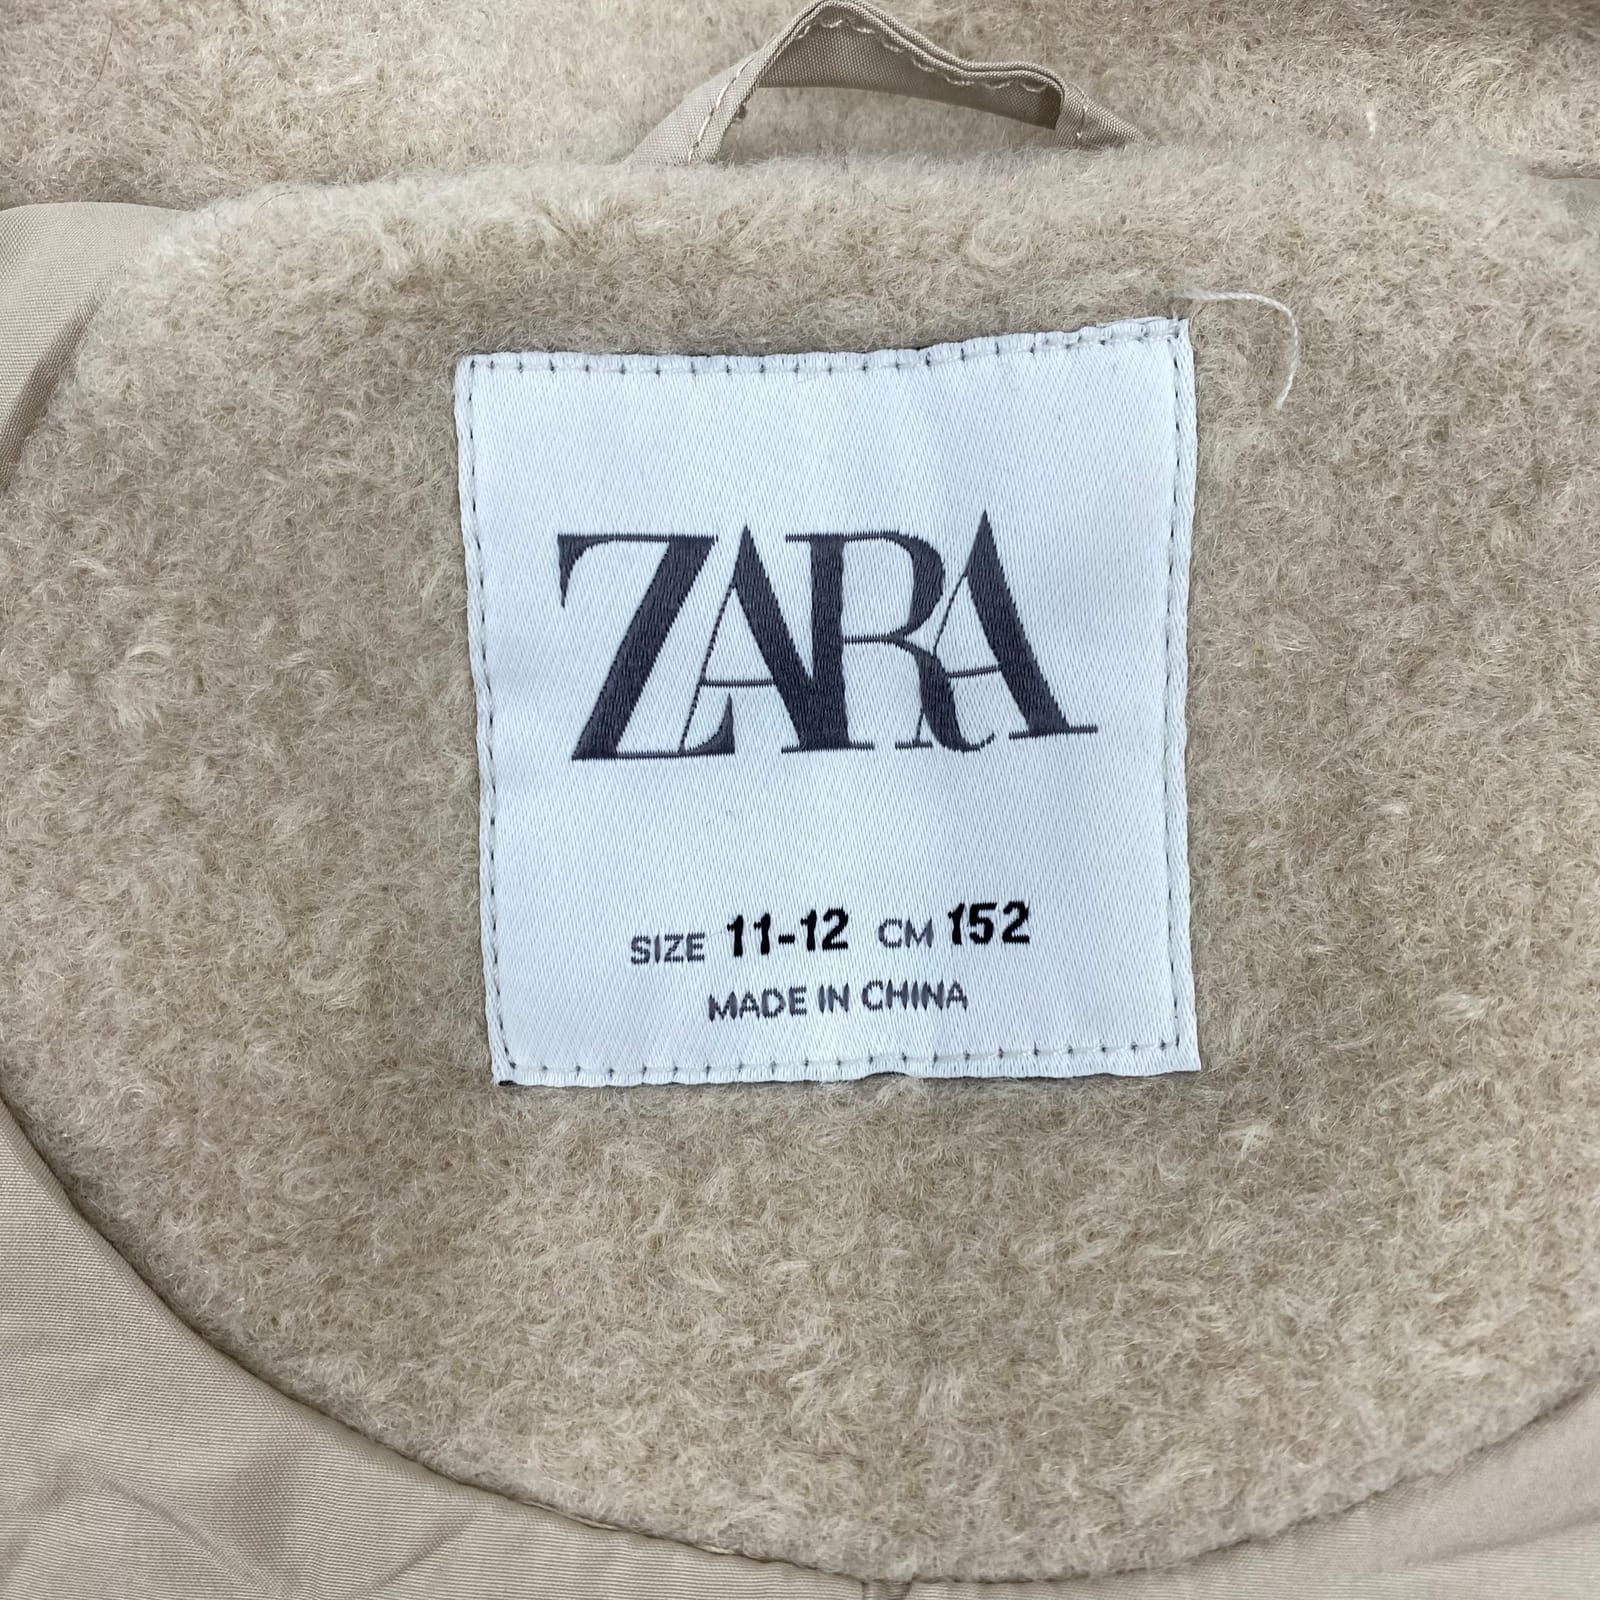 ZARA
SIZE 11-12 CM 152
MADE IN CHINA